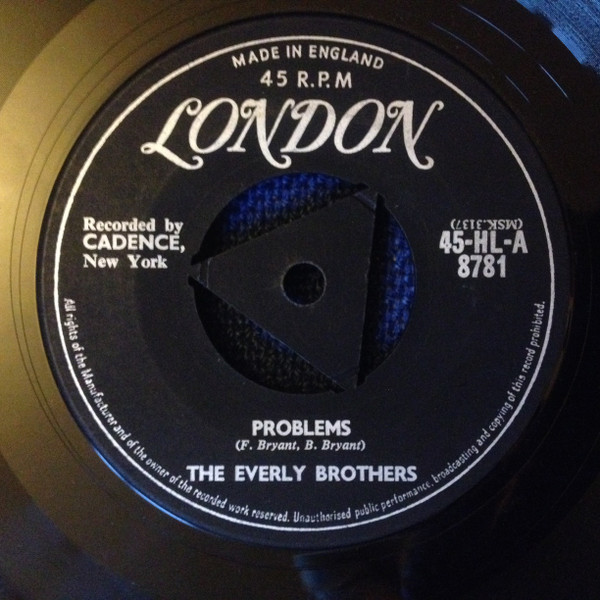 MADE IN ENGLAND
45 R.P.M
LONDON
Recorded by
CADENCE,
New York
(MSK.3137)
45-HL-A
8781
PROBLEMS
(F. Bryant, B. Bryant)
THE EVERLY BROTHERS
All rights of the Manufacturer and of the owner of the recorded work reserved. Unauthorised public performance, broadcasting and copying of this record prohibited.